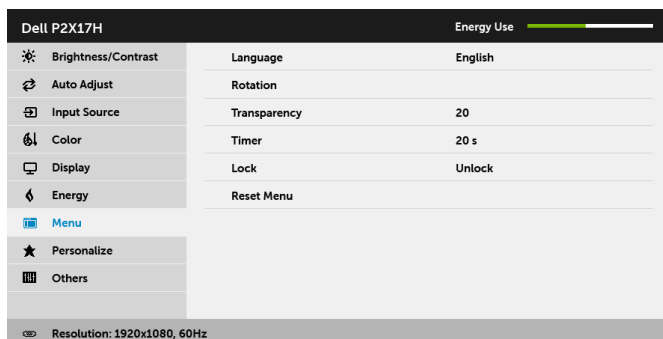 Dell P2X17H Energy Use
Brightness/Contrast Language English
Auto Adjust Rotation
Input Source Transparency 20
Color Timer 20 s
Display Lock Unlock
Energy Reset Menu
Menu
Personalize
Others
Resolution: 1920x1080, 60Hz